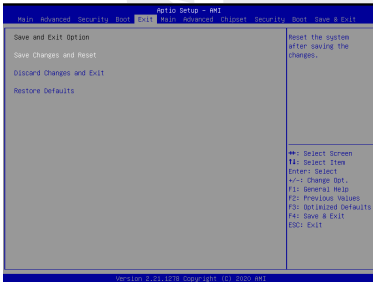 Aptio Setup – AMI
Main Advanced Security Boot Exit Main Advanced Chipset Security Boot Save & Exit
Save and Exit Option
Save Changes and Reset
Discard Changes and Exit
Restore Defaults
Reset the system
after saving the
changes.
→←: Select Screen
↑↓: Select Item
Enter: Select
+/-: Change Opt.
F1: General Help
F2: Previous Values
F3: Optimized Defaults
F4: Save & Exit
ESC: Exit
Version 2.21.1278 Copyright (C) 2020 AMI